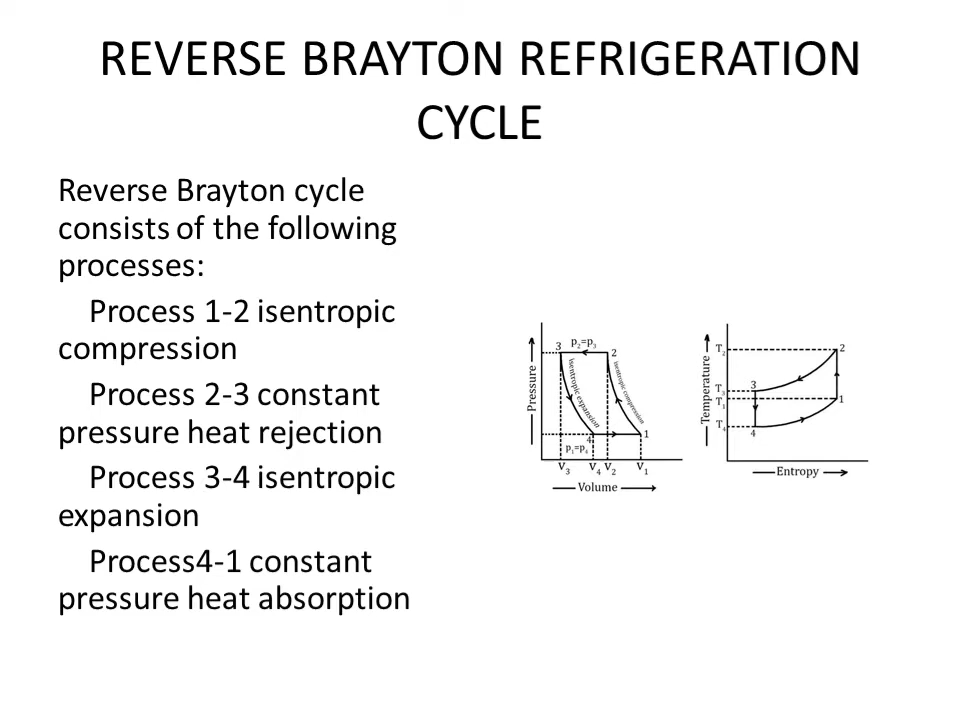 REVERSE BRAYTON REFRIGERATION
CYCLE
Reverse Brayton cycle
consists of the following
processes:
Process 1-2 isentropic
compression
Process 2-3 constant
pressure heat rejection
Process 3-4 isentropic
expansion
Process4-1 constant
pressure heat absorption
Pressure
3
p₂=p₃
2
isentropic expansion
isentropic compression
4
1
p₁=p₄
V₃ V₄ V₂ V₁
Volume
Temperature
T₂
2
T₃
3
T₁
1
T₄
4
Entropy